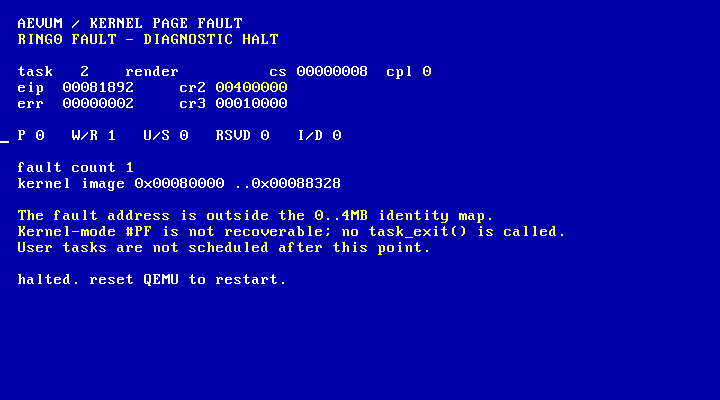 AEVUM / KERNEL PAGE FAULT
RING0 FAULT - DIAGNOSTIC HALT
task 2 render cs 00000008 cpl 0
eip 00081892 cr2 00400000
err 00000002 cr3 00010000
P 0 W/R 1 U/S 0 RSVD 0 I/D 0
fault count 1
kernel image 0x00080000 ..0x00088328
The fault address is outside the 0..4MB identity map.
Kernel-mode #PF is not recoverable; no task_exit() is called.
User tasks are not scheduled after this point.
halted. reset QEMU to restart.